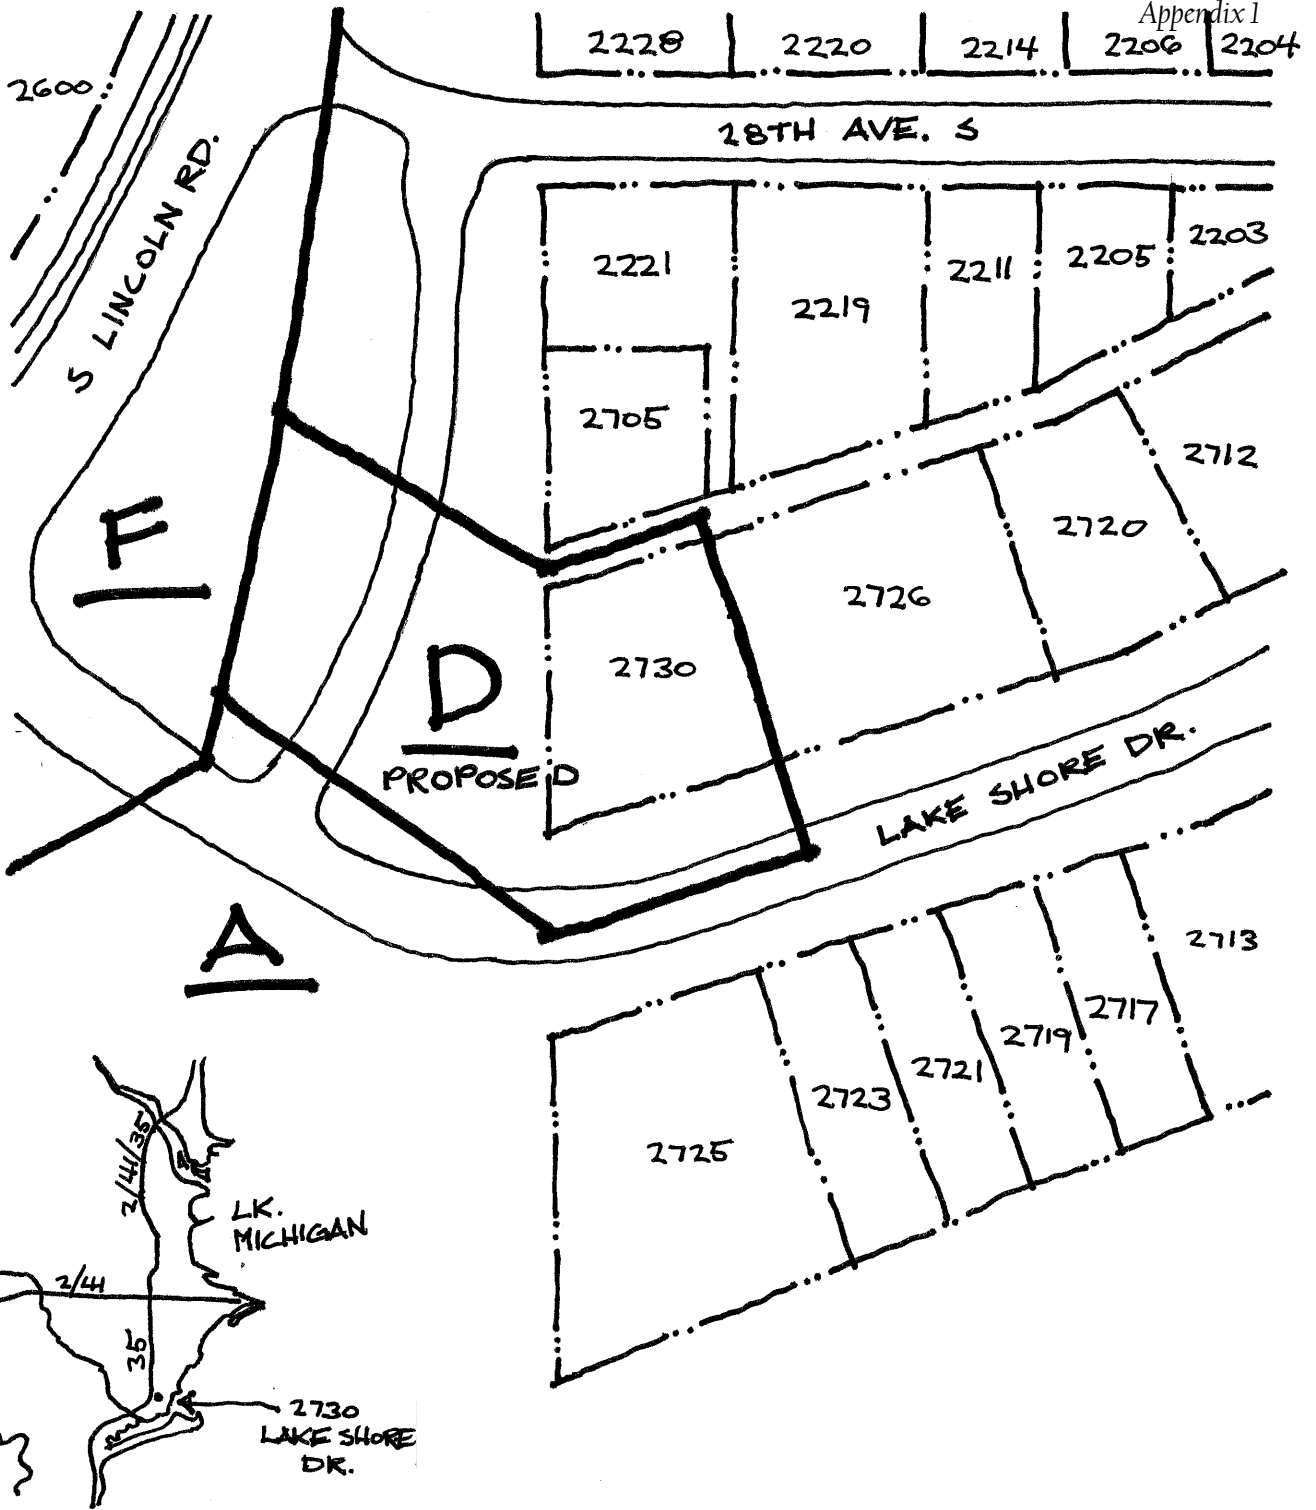 Appendix 1
2228
2220
2214
2206
2204
2600
28TH AVE. S
S LINCOLN RD.
2221
2219
2211
2205
2203
2705
2712
F
2720
2726
D
2730
PROPOSED
LAKE SHORE DR.
A
2713
2717
2719
2721
2723
2725
2/41/35
LK.
MICHIGAN
2/41
35
2730
LAKE SHORE
DR.